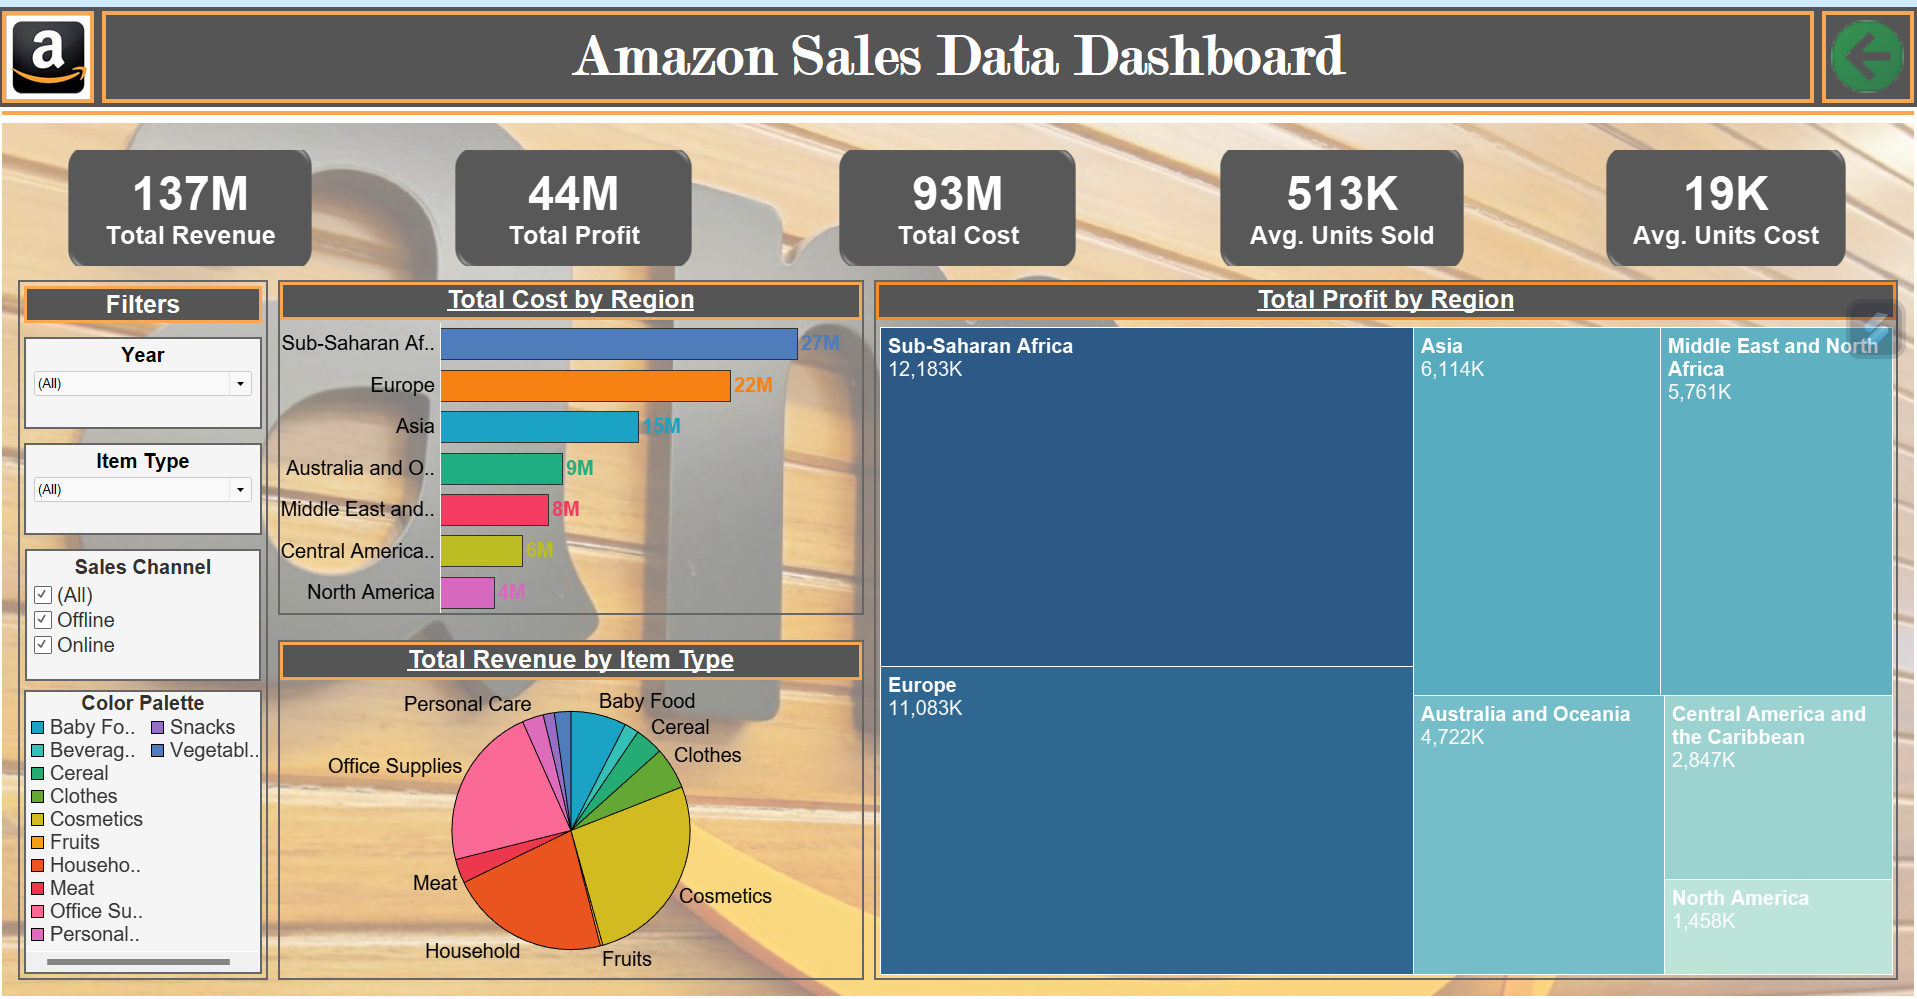 a
Amazon Sales Data Dashboard
137M
Total Revenue
44M
Total Profit
93M
Total Cost
513K
Avg. Units Sold
19K
Avg. Units Cost
Filters
Year
(All)
Item Type
(All)
Sales Channel
(All)
Offline
Online
Color Palette
Baby Fo..
Snacks
Beverag..
Vegetabl..
Cereal
Clothes
Cosmetics
Fruits
Househo..
Meat
Office Su..
Personal..
Total Cost by Region
Sub-Saharan Af.. 27M
Europe 22M
Asia 15M
Australia and O.. 9M
Middle East and.. 8M
Central America.. 6M
North America 4M
Total Revenue by Item Type
Personal Care
Baby Food
Cereal
Clothes
Office Supplies
Meat
Cosmetics
Household
Fruits
Total Profit by Region
Sub-Saharan Africa
12,183K
Europe
11,083K
Asia
6,114K
Middle East and North
Africa
5,761K
Australia and Oceania
4,722K
Central America and
the Caribbean
2,847K
North America
1,458K